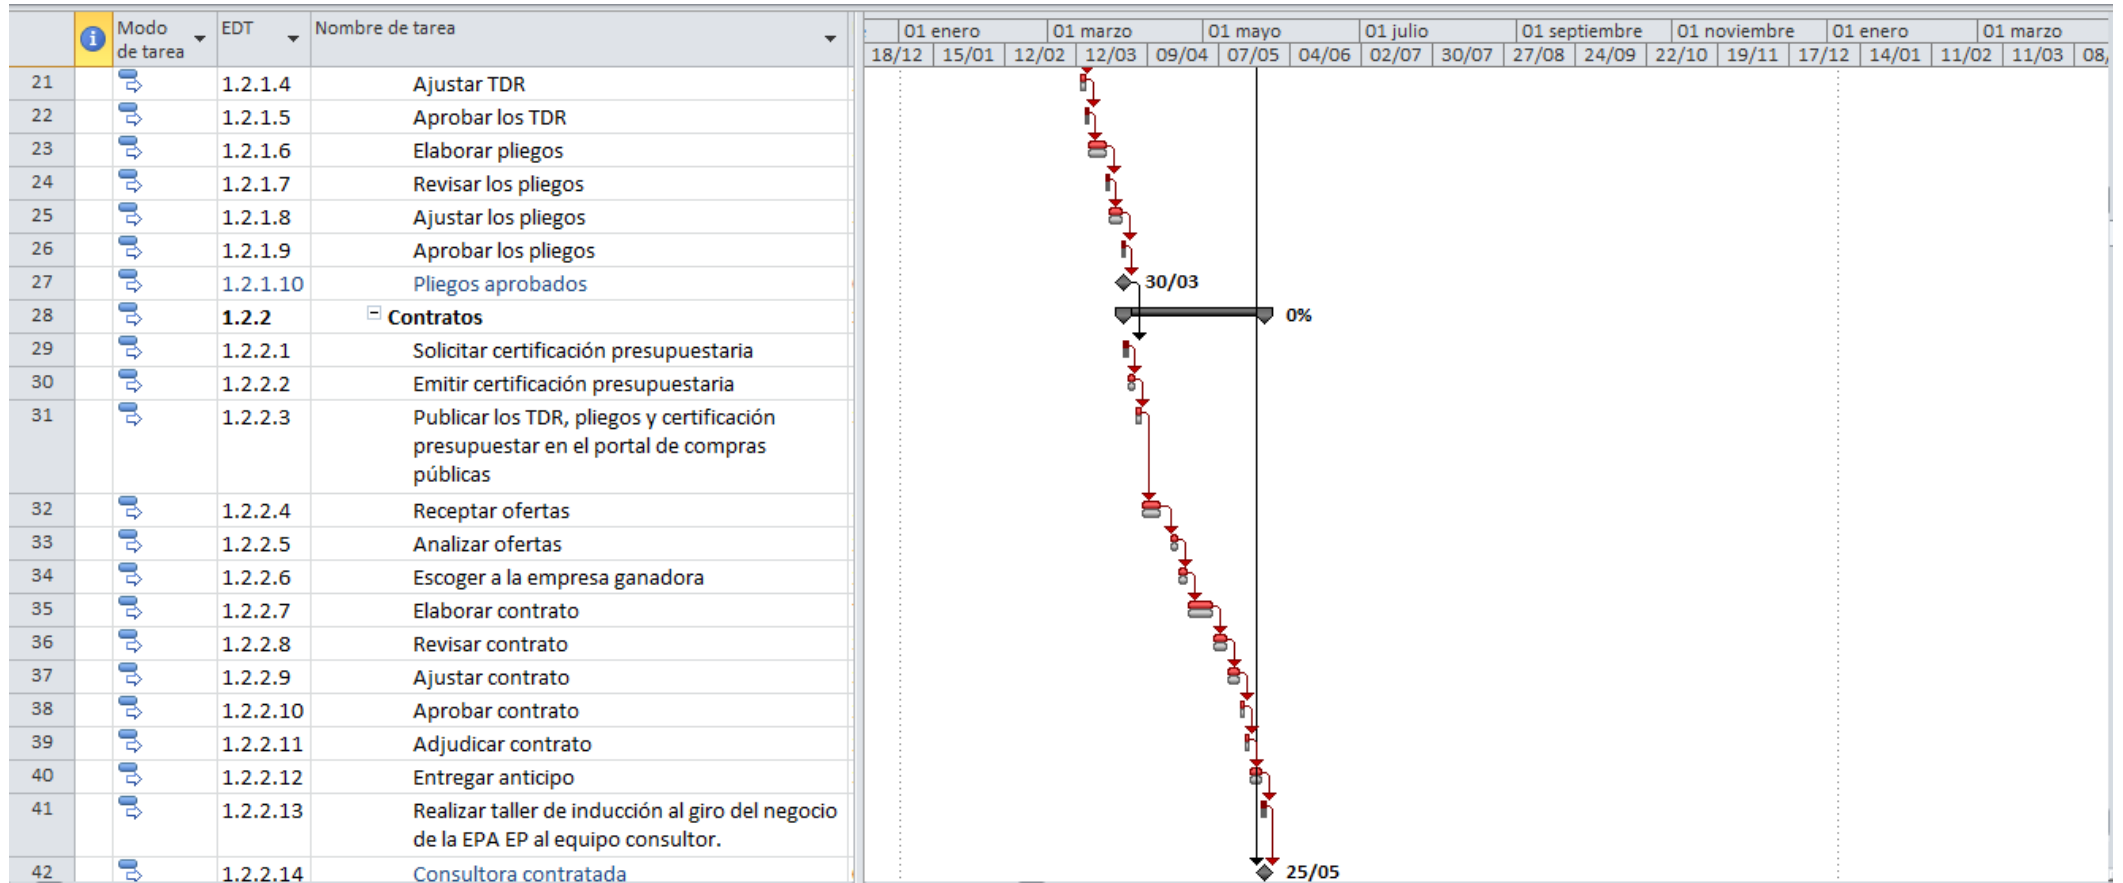 Modo de tarea EDT Nombre de tarea
01 enero 01 marzo 01 mayo 01 julio 01 septiembre 01 noviembre 01 enero 01 marzo
18/12 15/01 12/02 12/03 09/04 07/05 04/06 02/07 30/07 27/08 24/09 22/10 19/11 17/12 14/01 11/02 11/03 08/
21 1.2.1.4 Ajustar TDR
22 1.2.1.5 Aprobar los TDR
23 1.2.1.6 Elaborar pliegos
24 1.2.1.7 Revisar los pliegos
25 1.2.1.8 Ajustar los pliegos
26 1.2.1.9 Aprobar los pliegos
27 1.2.1.10 Pliegos aprobados 30/03
28 1.2.2 Contratos 0%
29 1.2.2.1 Solicitar certificación presupuestaria
30 1.2.2.2 Emitir certificación presupuestaria
31 1.2.2.3 Publicar los TDR, pliegos y certificación
presupuestar en el portal de compras
públicas
32 1.2.2.4 Receptar ofertas
33 1.2.2.5 Analizar ofertas
34 1.2.2.6 Escoger a la empresa ganadora
35 1.2.2.7 Elaborar contrato
36 1.2.2.8 Revisar contrato
37 1.2.2.9 Ajustar contrato
38 1.2.2.10 Aprobar contrato
39 1.2.2.11 Adjudicar contrato
40 1.2.2.12 Entregar anticipo
41 1.2.2.13 Realizar taller de inducción al giro del negocio
de la EPA EP al equipo consultor.
42 1.2.2.14 Consultora contratada 25/05